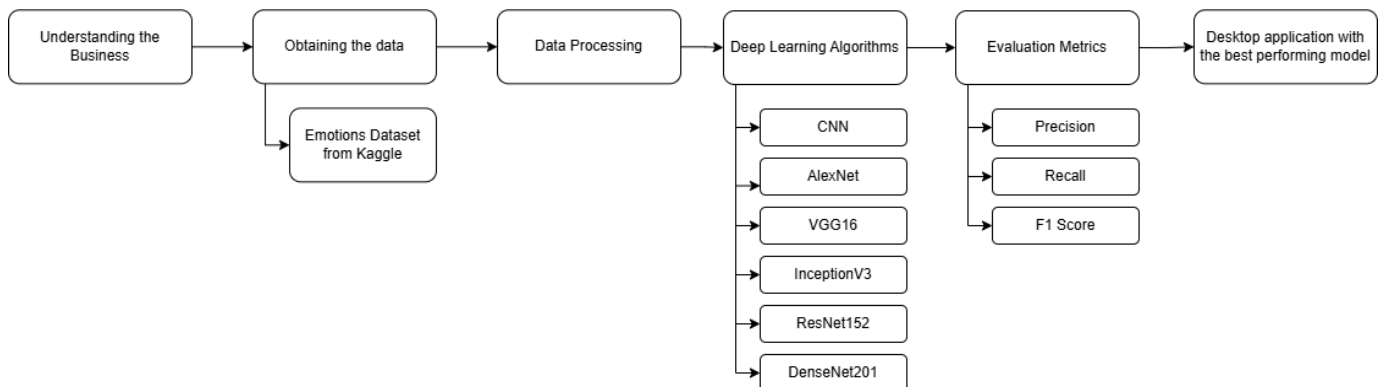 Understanding the
Business
Obtaining the data
Data Processing
Deep Learning Algorithms
Evaluation Metrics
Desktop application with
the best performing model
Emotions Dataset
from Kaggle
CNN
AlexNet
VGG16
InceptionV3
ResNet152
DenseNet201
Precision
Recall
F1 Score